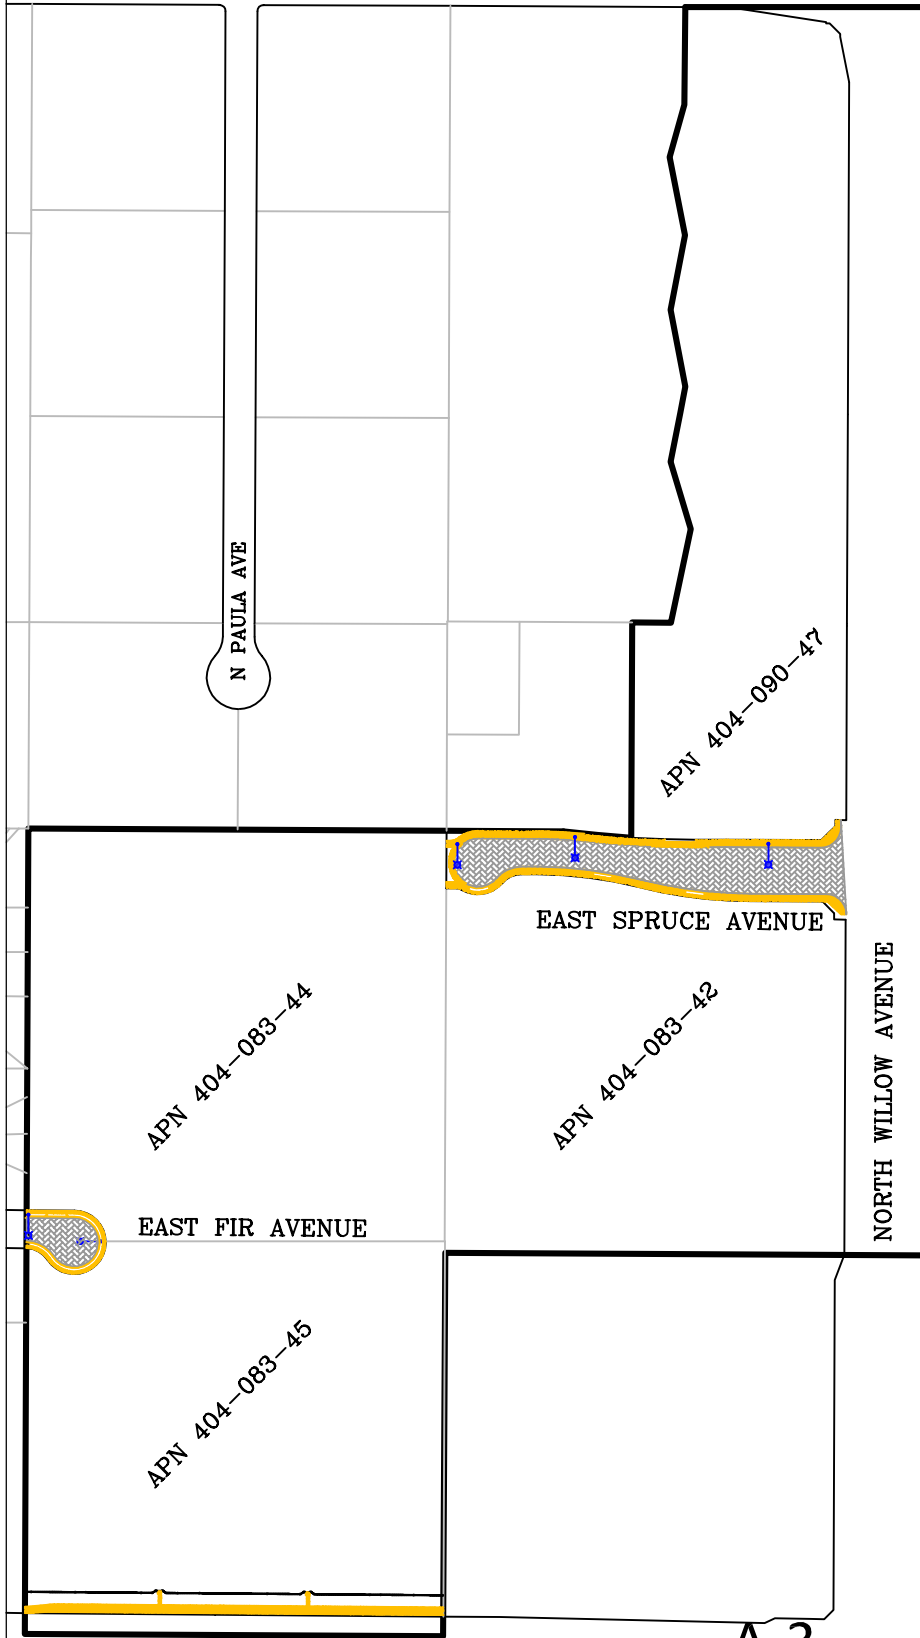 N PAULA AVE
APN 404-090-47
EAST SPRUCE AVENUE
APN 404-083-44
APN 404-083-42
NORTH WILLOW AVENUE
EAST FIR AVENUE
APN 404-083-45